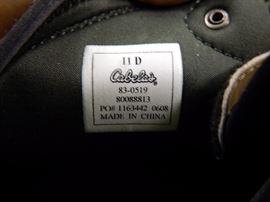 11 D
Cabela's
83-0519
80088813
PO# 1163442 0608
MADE IN CHINA